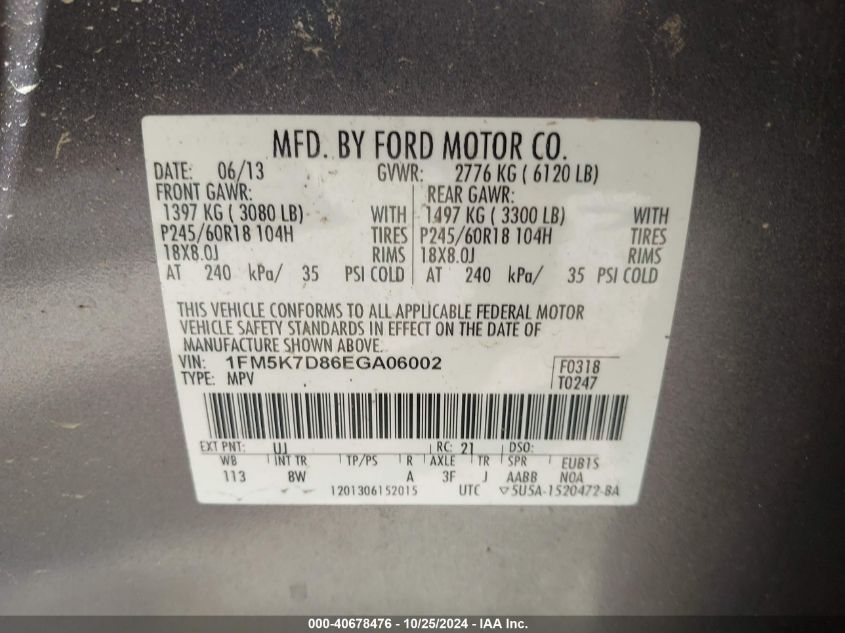 MFD. BY FORD MOTOR CO.
DATE: 06/13 GVWR: 2776 KG ( 6120 LB)
FRONT GAWR: REAR GAWR:
1397 KG ( 3080 LB) WITH 1497 KG ( 3300 LB) WITH
P245/60R18 104H TIRES P245/60R18 104H TIRES
18X8.0J RIMS 18X8.0J RIMS
AT 240 kPa/ 35 PSI COLD AT 240 kPa/ 35 PSI COLD
THIS VEHICLE CONFORMS TO ALL APPLICABLE FEDERAL MOTOR
VEHICLE SAFETY STANDARDS IN EFFECT ON THE DATE OF
MANUFACTURE SHOWN ABOVE.
VIN: 1FM5K7D86EGA06002 F0318
TYPE: MPV T0247
EXT PNT: UJ RC: 21 DSO:
WB INT TR TP/PS R AXLE TR SPR EUB1S
113 BW A 3F J AABB NOA
1201306152015 UTC ▽5U5A-1520472-BA
000-40678476 - 10/25/2024 - IAA Inc.